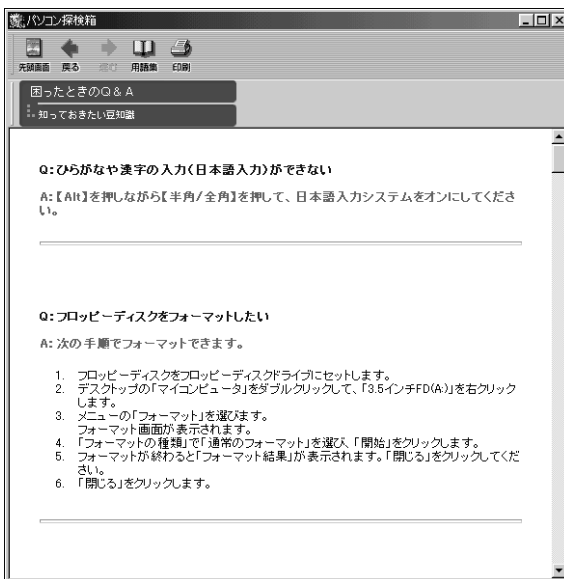 パソコン探検箱
先頭画面 戻る 進む 用語集 印刷
困ったときのQ&A
知っておきたい豆知識
Q:ひらがなや漢字の入力(日本語入力)ができない
A:【Alt】を押しながら【半角/全角】を押して、日本語入力システムをオンにしてくださ
い。
Q:フロッピーディスクをフォーマットしたい
A:次の手順でフォーマットできます。
1. フロッピーディスクをフロッピーディスクドライブにセットします。
2. デスクトップの「マイコンピュータ」をダブルクリックして、「3.5インチFD(A:)」を右クリック
します。
3. メニューの「フォーマット」を選びます。
フォーマット画面が表示されます。
4. 「フォーマットの種類」で「通常のフォーマット」を選び、「開始」をクリックします。
5. フォーマットが終わると「フォーマット結果」が表示されます。「閉じる」をクリックしてくだ
さい。
6. 「閉じる」をクリックします。